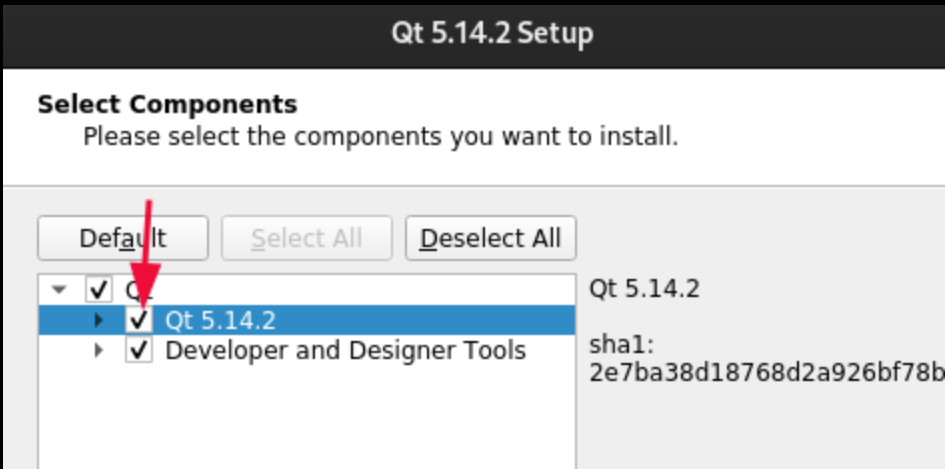 Qt 5.14.2 Setup
Select Components
Please select the components you want to install.
Default Select All Deselect All
Qt 5.14.2
Qt 5.14.2
Developer and Designer Tools
sha1:
2e7ba38d18768d2a926bf78b